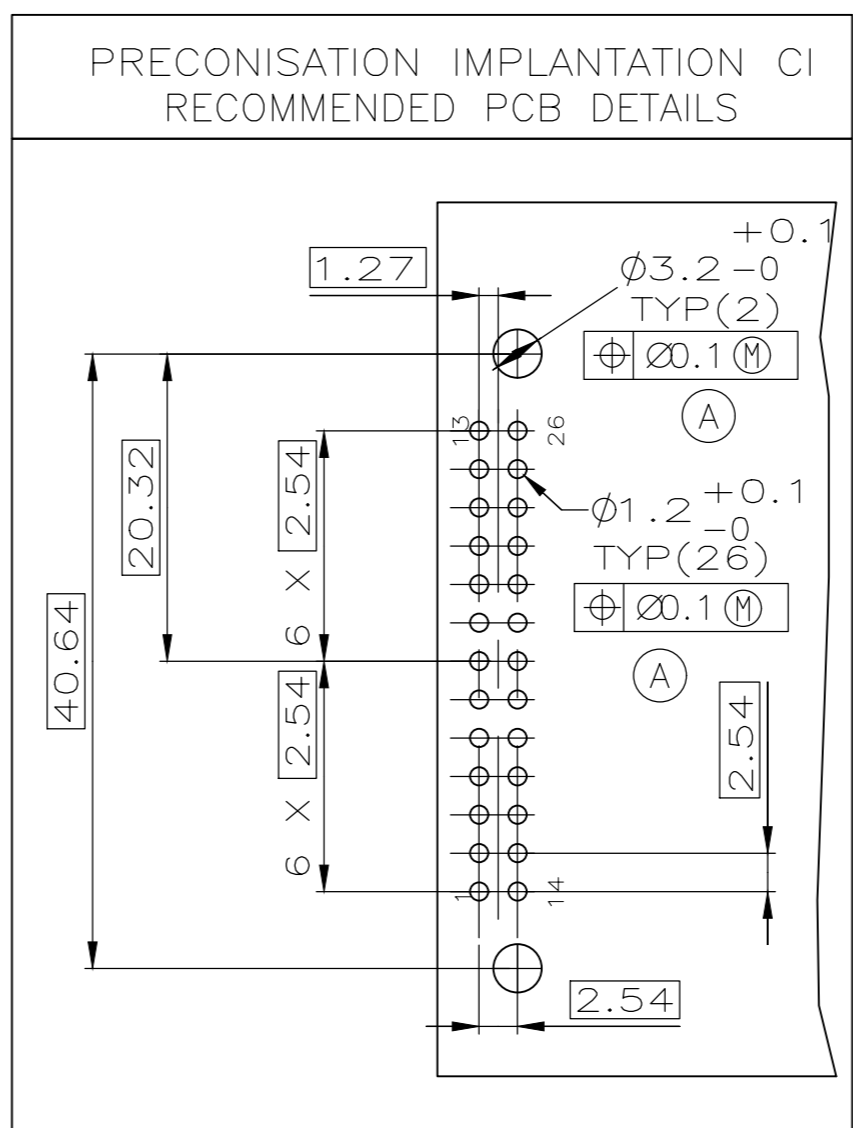 PRECONISATION IMPLANTATION CI
RECOMMENDED PCB DETAILS
+0.1
1.27
Ø3.2 -0
TYP(2)
⌖ Ø0.1 Ⓜ
A
13
26
20.32
6 X 2.54
Ø1.2 +0.1
-0
TYP(26)
⌖ Ø0.1 Ⓜ
A
40.64
6 X 2.54
2.54
1
14
2.54